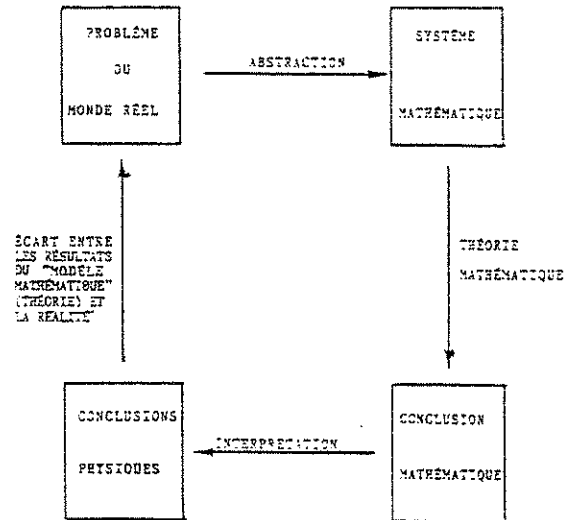 PROBLÈME
DU
MONDE RÉEL
ABSTRACTION
SYSTÈME
MATHÉMATIQUE
THÉORIE
MATHÉMATIQUE
CONCLUSION
MATHÉMATIQUE
INTERPRETATION
CONCLUSIONS
PHYSIQUES
ÉCART ENTRE
LES RÉSULTATS
DU "MODÈLE
MATHÉMATIQUE"
(THÉORIE) ET
LA RÉALITÉ